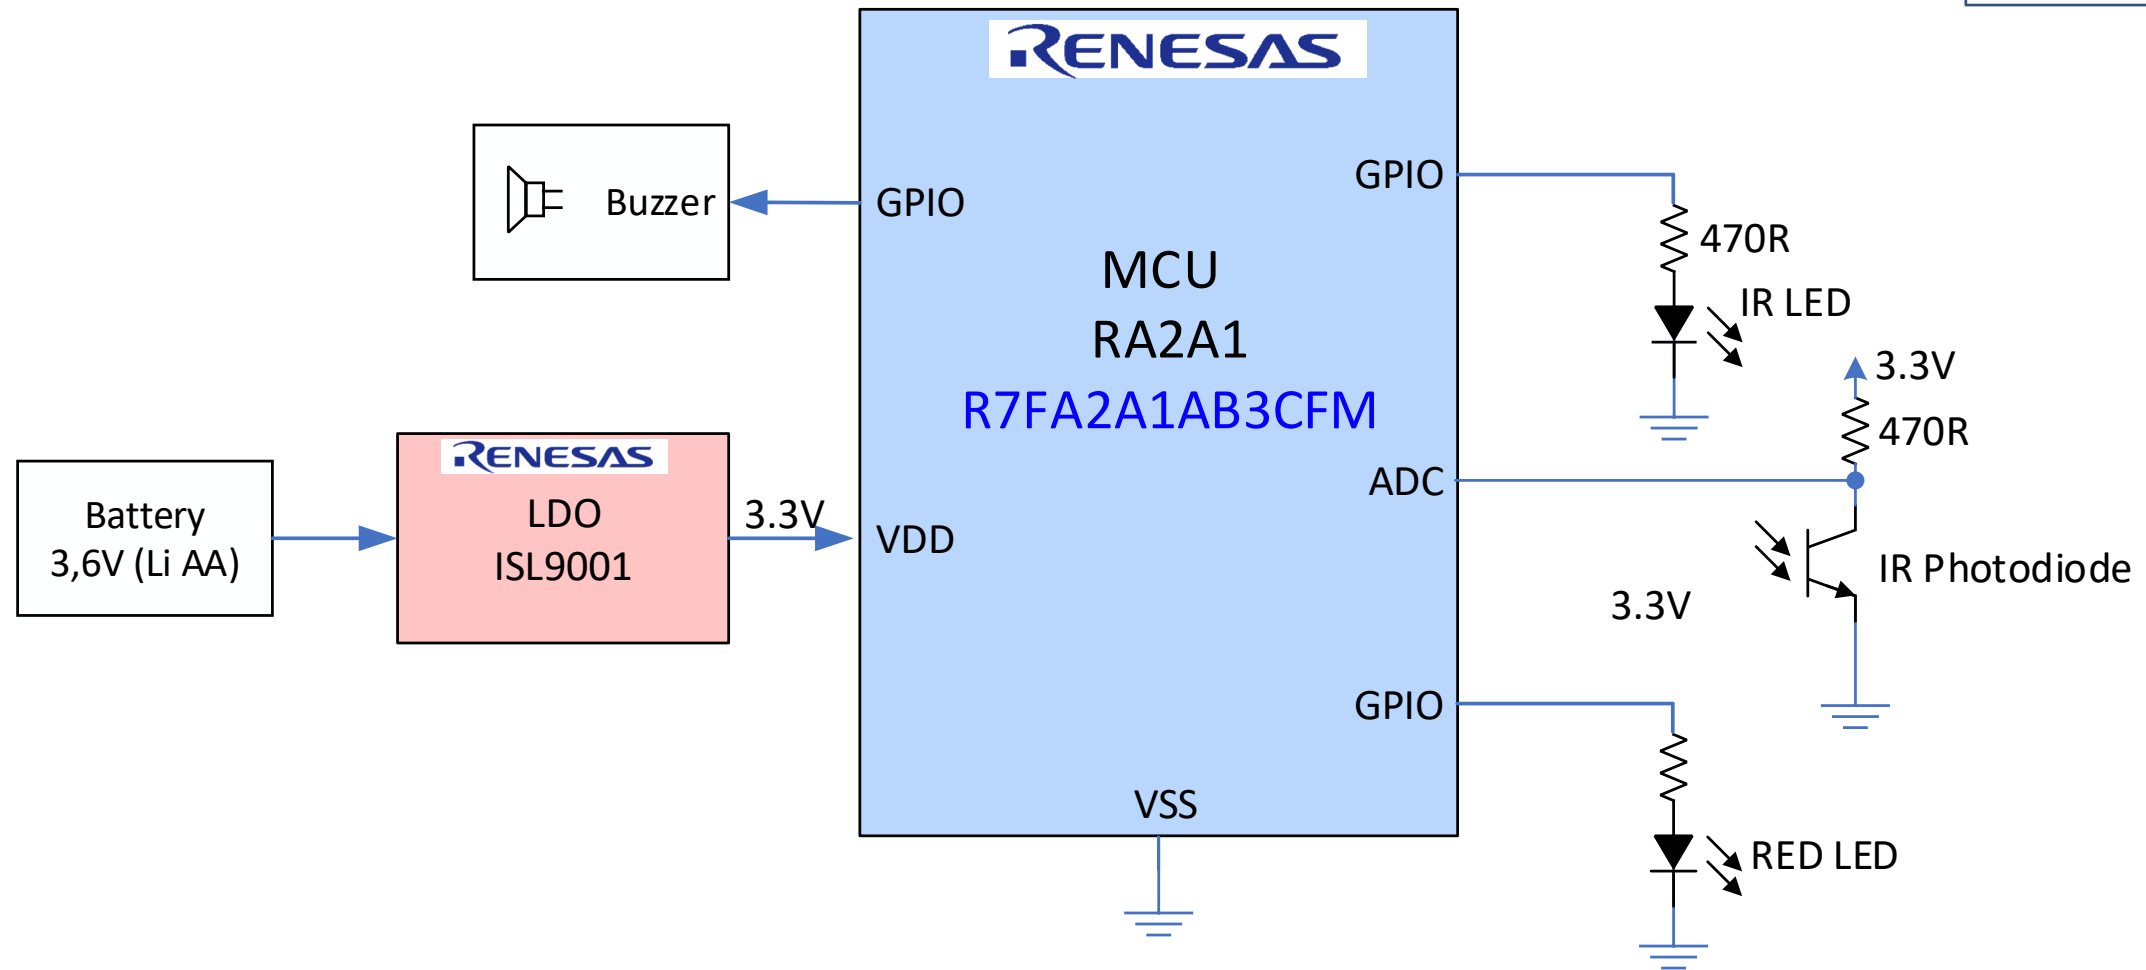 RENESAS
GPIO
Buzzer
GPIO
470R
MCU
RA2A1
R7FA2A1AB3CFM
IR LED
3.3V
470R
RENESAS
ADC
Battery
3,6V (Li AA)
LDO
ISL9001
3.3V
VDD
IR Photodiode
3.3V
GPIO
VSS
RED LED